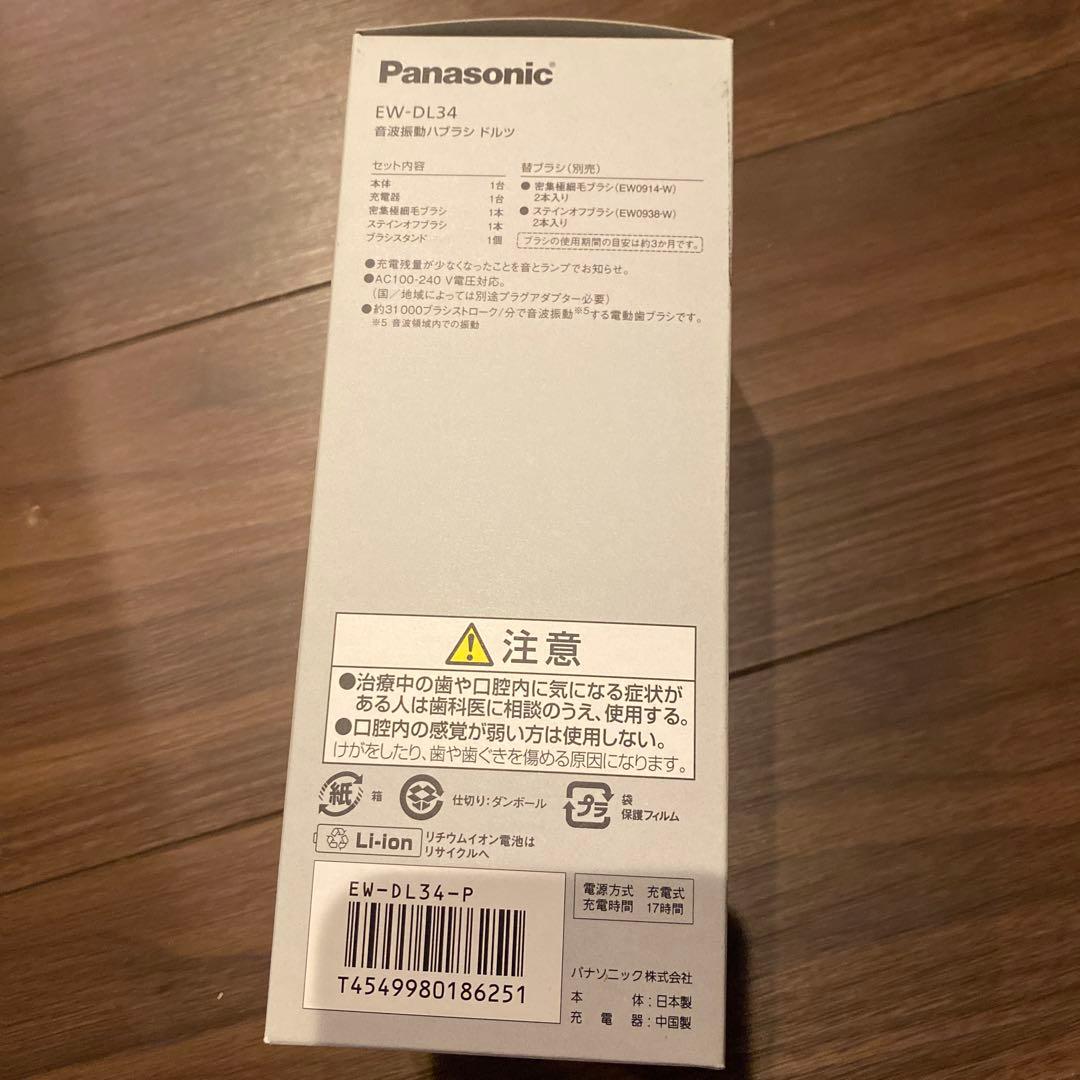 Panasonic
EW-DL34
音波振動ハブラシ ドルツ
セット内容
本体 1台
充電器 1台
密集極細毛ブラシ 1本
ステインオフブラシ 1本
ブラシスタンド 1個
替ブラシ(別売)
●密集極細毛ブラシ(EW0914-W)
2本入り
●ステインオフブラシ(EW0938-W)
2本入り
ブラシの使用期間の目安は約3か月です。
●充電残量が少なくなったことを音とランプでお知らせ。
●AC100-240 V電圧対応。
(国/地域によっては別途プラグアダプター必要)
●約31000ブラシストローク/分で音波振動※5する電動歯ブラシです。
※5 音波領域内での振動
注意
●治療中の歯や口腔内に気になる症状が
ある人は歯科医に相談のうえ、使用する。
●口腔内の感覚が弱い方は使用しない。
けがをしたり、歯や歯ぐきを傷める原因になります。
紙 箱
仕切り:ダンボール
プラ 袋
保護フィルム
Li-ion リチウムイオン電池は
リサイクルへ
EW-DL34-P
T4549980186251
電源方式 充電式
充電時間 17時間
パナソニック株式会社
本体:日本製
充電器:中国製